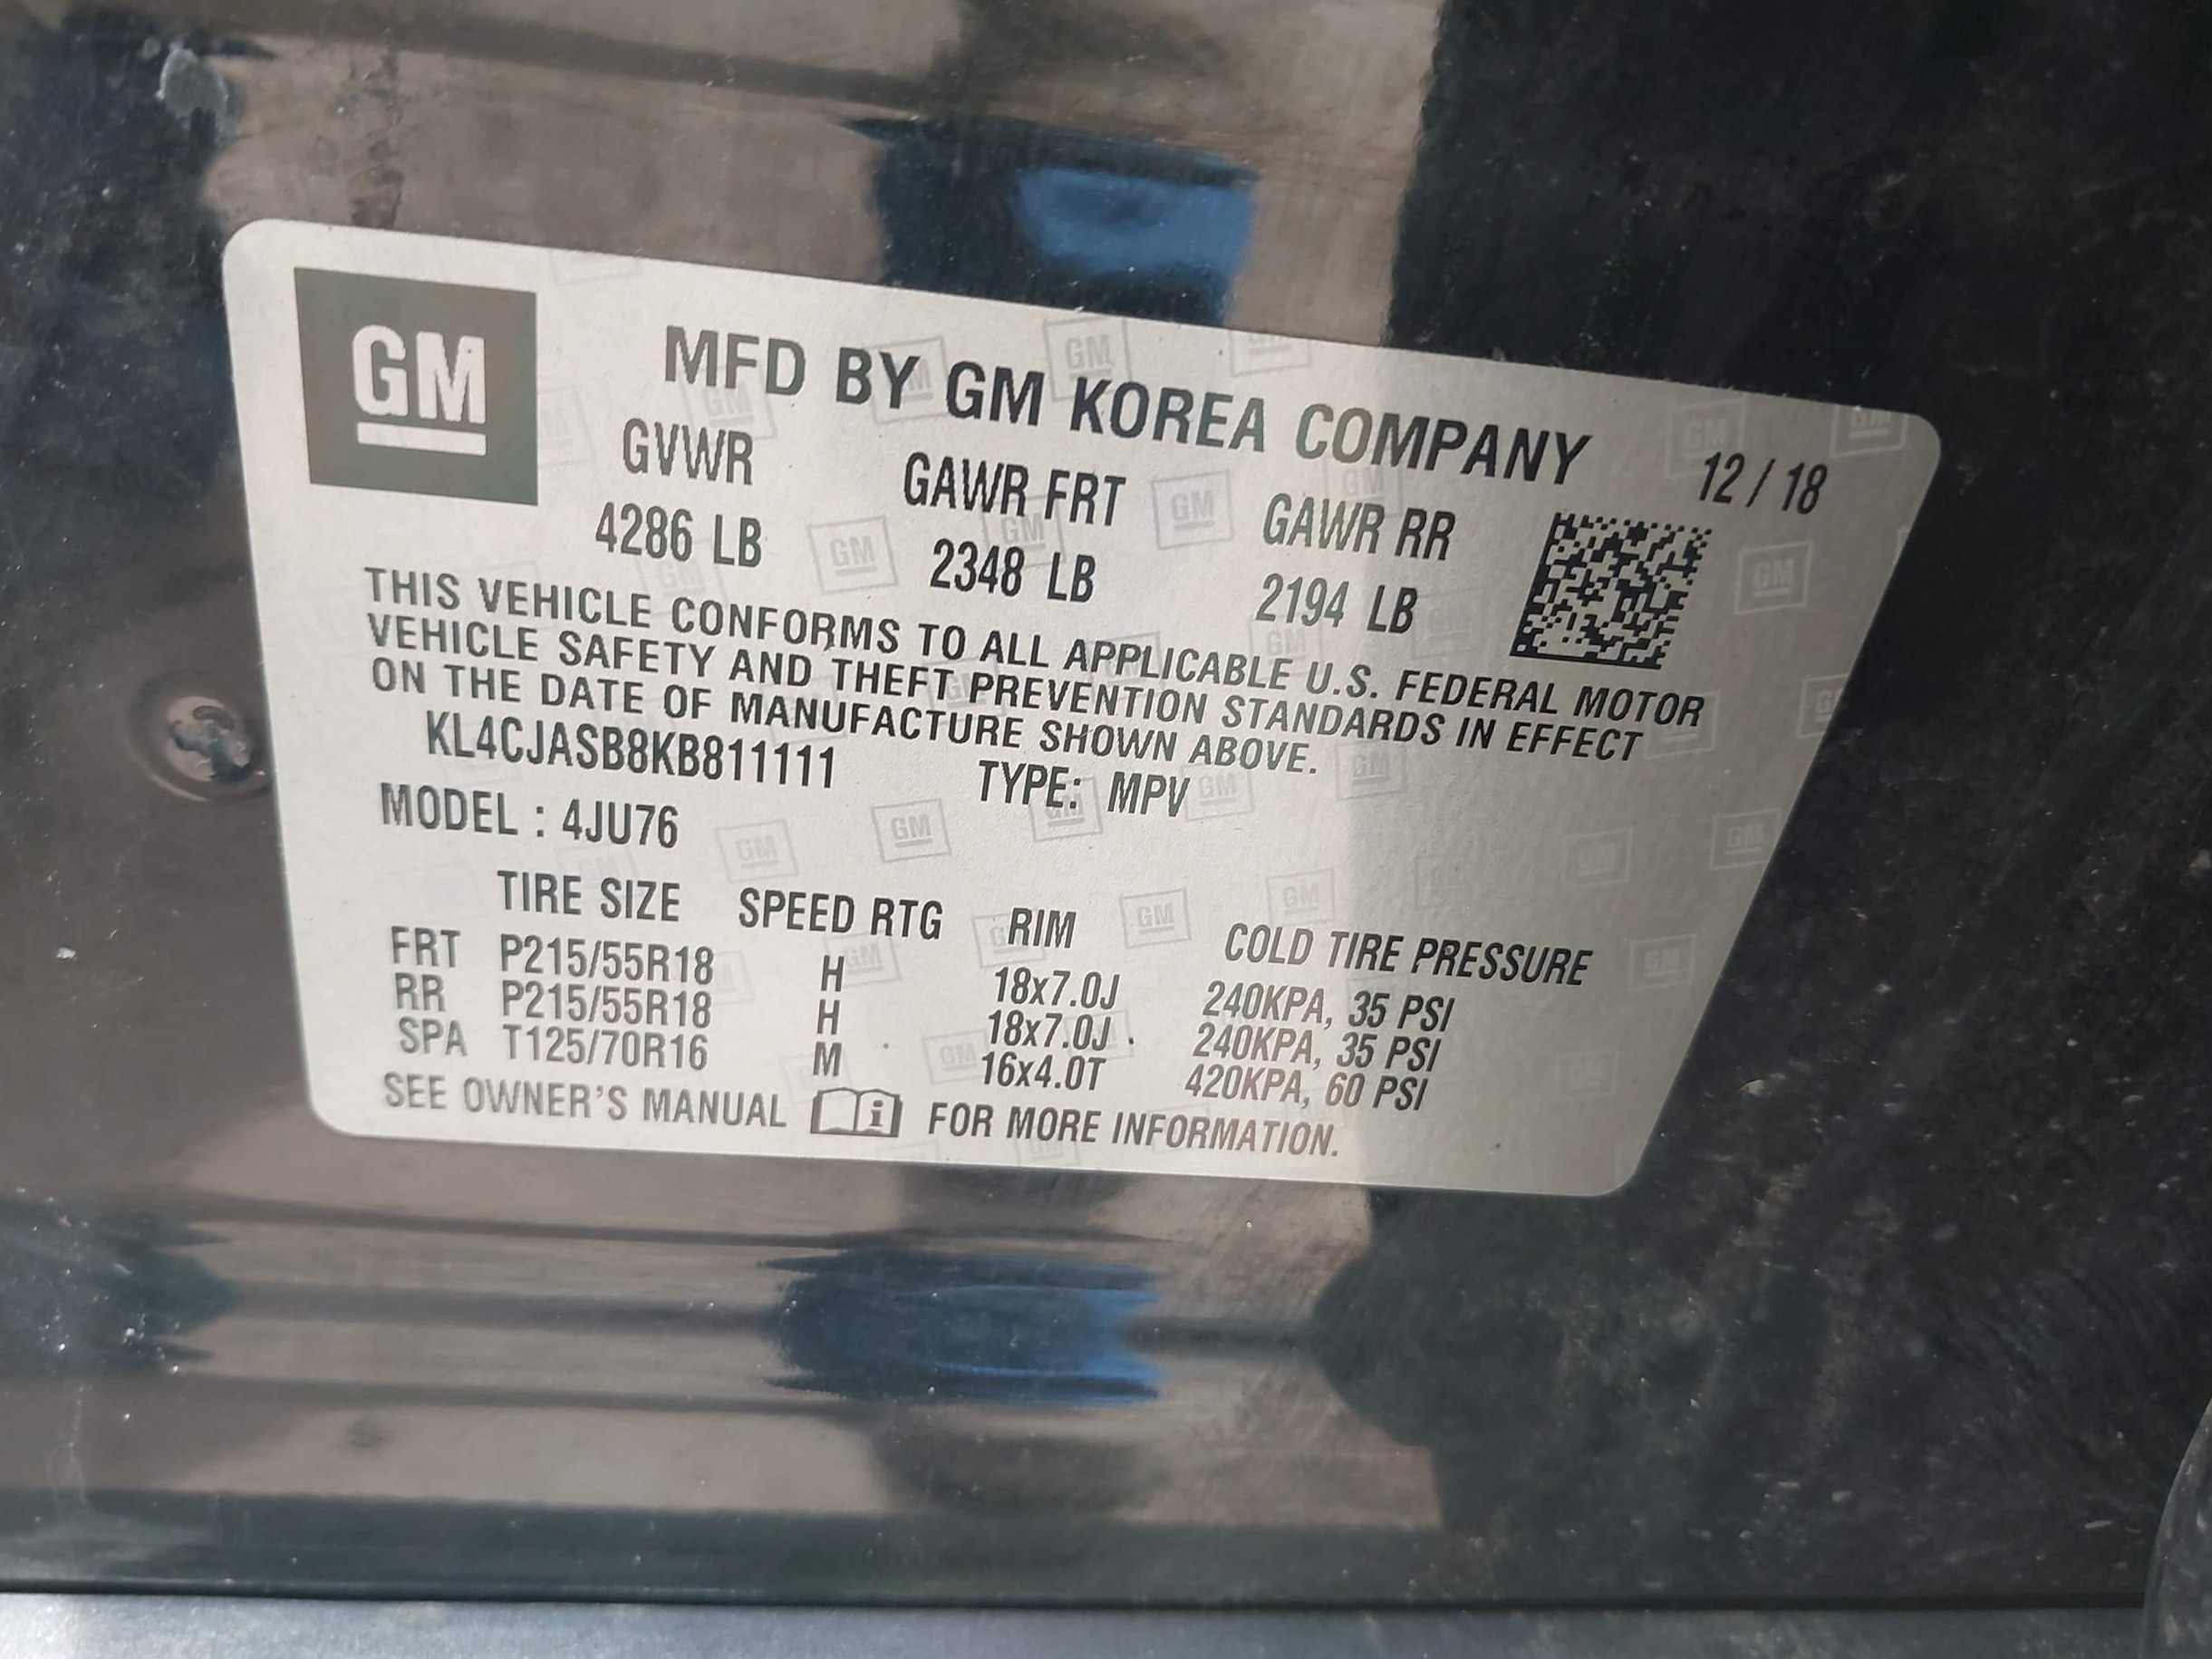 GM
MFD BY GM KOREA COMPANY 12 / 18
GVWR GAWR FRT GAWR RR
4286 LB 2348 LB 2194 LB
THIS VEHICLE CONFORMS TO ALL APPLICABLE U.S. FEDERAL MOTOR
VEHICLE SAFETY AND THEFT PREVENTION STANDARDS IN EFFECT
ON THE DATE OF MANUFACTURE SHOWN ABOVE.
KL4CJASB8KB811111 TYPE: MPV
MODEL : 4JU76
TIRE SIZE SPEED RTG RIM COLD TIRE PRESSURE
FRT P215/55R18 H 18x7.0J 240KPA, 35 PSI
RR P215/55R18 H 18x7.0J 240KPA, 35 PSI
SPA T125/70R16 M 16x4.0T 420KPA, 60 PSI
SEE OWNER'S MANUAL i FOR MORE INFORMATION.